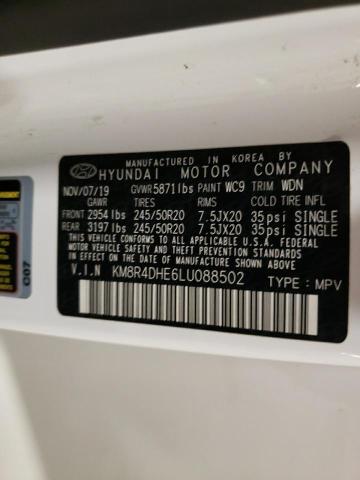 MANUFACTURED IN KOREA BY
HYUNDAI MOTOR COMPANY
NOV/07/19 GVWR 5871 lbs PAINT WC9 TRIM WDN
GAWR TIRES RIMS COLD TIRE INFL
FRONT 2954 lbs 245/50R20 7.5JX20 35psi SINGLE
REAR 3197 lbs 245/50R20 7.5JX20 35psi SINGLE
THIS VEHICLE CONFORMS TO ALL APPLICABLE FEDERAL
MOTOR VEHICLE SAFETY AND THEFT PREVENTION STANDARDS
IN EFFECT ON THE DATE OF MANUFACTURE SHOWN ABOVE.
V.I.N KM8R4DHE6LU088502
TYPE: MPV
C07